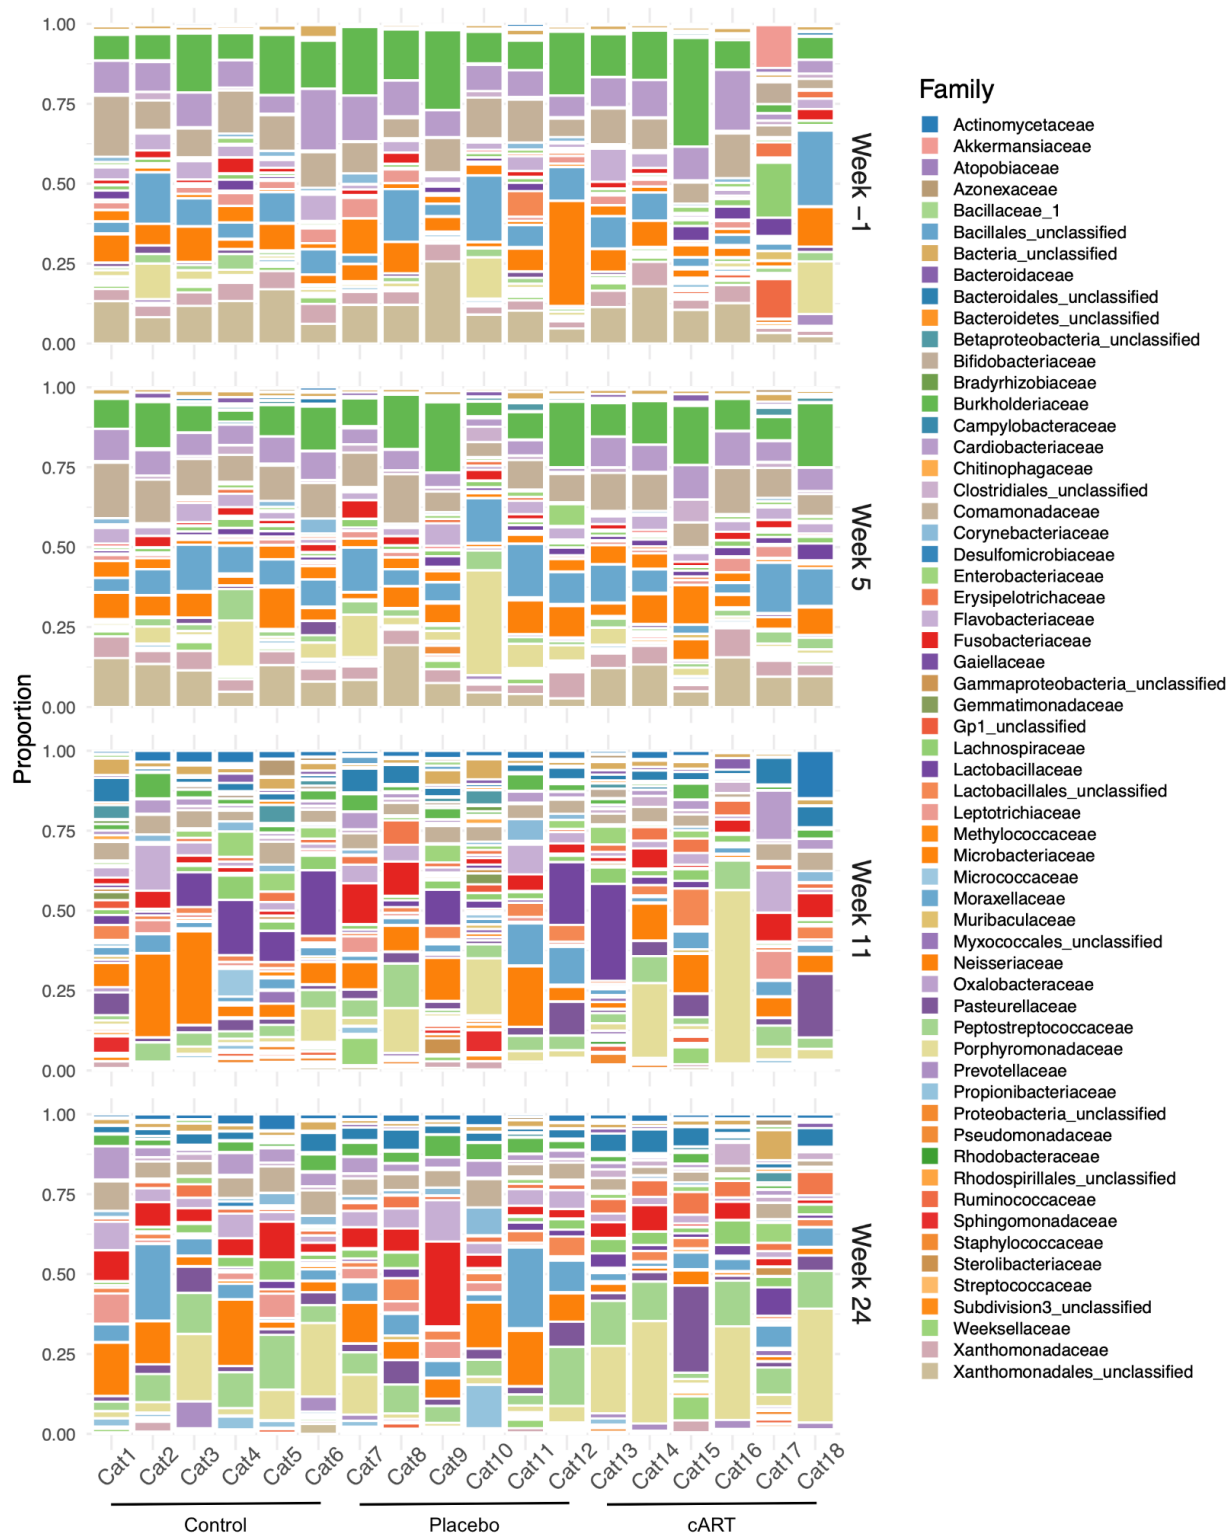 Proportion
1.00
0.75
0.50
0.25
0.00
Week −1
1.00
0.75
0.50
0.25
0.00
Week 5
1.00
0.75
0.50
0.25
0.00
Week 11
1.00
0.75
0.50
0.25
0.00
Week 24
Cat1 Cat2 Cat3 Cat4 Cat5 Cat6 Cat7 Cat8 Cat9 Cat10 Cat11 Cat12 Cat13 Cat14 Cat15 Cat16 Cat17 Cat18
Control Placebo cART
Family
Actinomycetaceae
Akkermansiaceae
Atopobiaceae
Azonexaceae
Bacillaceae_1
Bacillales_unclassified
Bacteria_unclassified
Bacteroidaceae
Bacteroidales_unclassified
Bacteroidetes_unclassified
Betaproteobacteria_unclassified
Bifidobacteriaceae
Bradyrhizobiaceae
Burkholderiaceae
Campylobacteraceae
Cardiobacteriaceae
Chitinophagaceae
Clostridiales_unclassified
Comamonadaceae
Corynebacteriaceae
Desulfomicrobiaceae
Enterobacteriaceae
Erysipelotrichaceae
Flavobacteriaceae
Fusobacteriaceae
Gaiellaceae
Gammaproteobacteria_unclassified
Gemmatimonadaceae
Gp1_unclassified
Lachnospiraceae
Lactobacillaceae
Lactobacillales_unclassified
Leptotrichiaceae
Methylococcaceae
Microbacteriaceae
Micrococcaceae
Moraxellaceae
Muribaculaceae
Myxococcales_unclassified
Neisseriaceae
Oxalobacteraceae
Pasteurellaceae
Peptostreptococcaceae
Porphyromonadaceae
Prevotellaceae
Propionibacteriaceae
Proteobacteria_unclassified
Pseudomonadaceae
Rhodobacteraceae
Rhodospirillales_unclassified
Ruminococcaceae
Sphingomonadaceae
Staphylococcaceae
Sterolibacteriaceae
Streptococcaceae
Subdivision3_unclassified
Weeksellaceae
Xanthomonadaceae
Xanthomonadales_unclassified